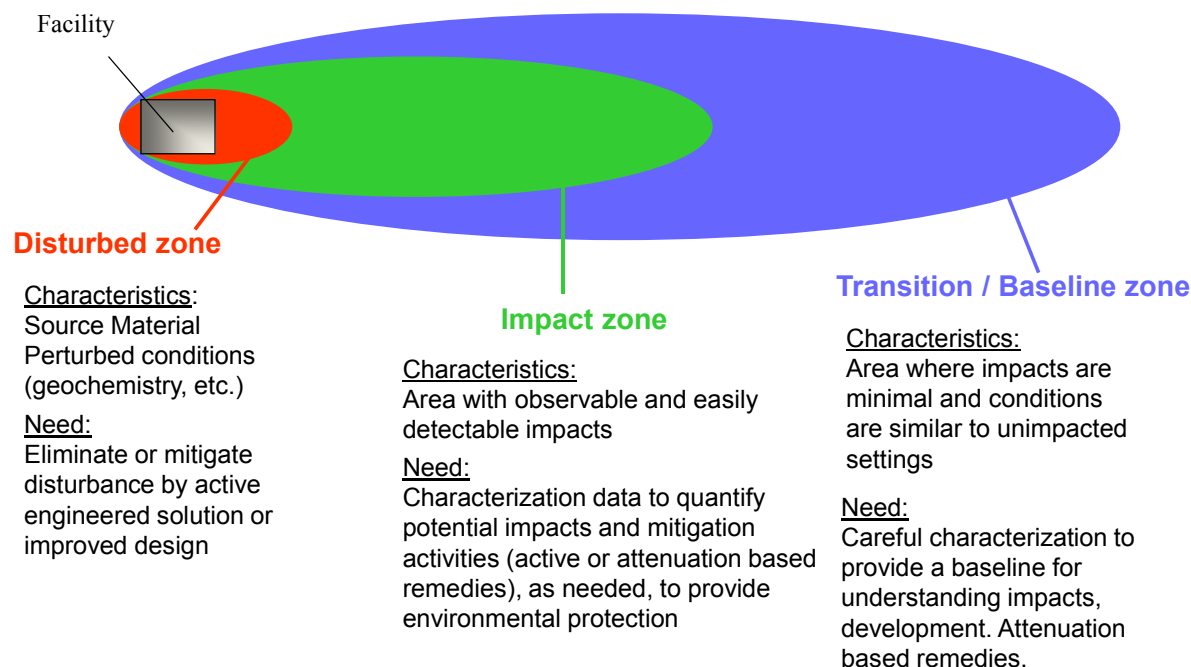 Facility
Disturbed zone
Characteristics:
Source Material
Perturbed conditions
(geochemistry, etc.)
Need:
Eliminate or mitigate
disturbance by active
engineered solution or
improved design
Impact zone
Characteristics:
Area with observable and easily
detectable impacts
Need:
Characterization data to quantify
potential impacts and mitigation
activities (active or attenuation based
remedies), as needed, to provide
environmental protection
Transition / Baseline zone
Characteristics:
Area where impacts are
minimal and conditions
are similar to unimpacted
settings
Need:
Careful characterization to
provide a baseline for
understanding impacts,
development. Attenuation
based remedies.